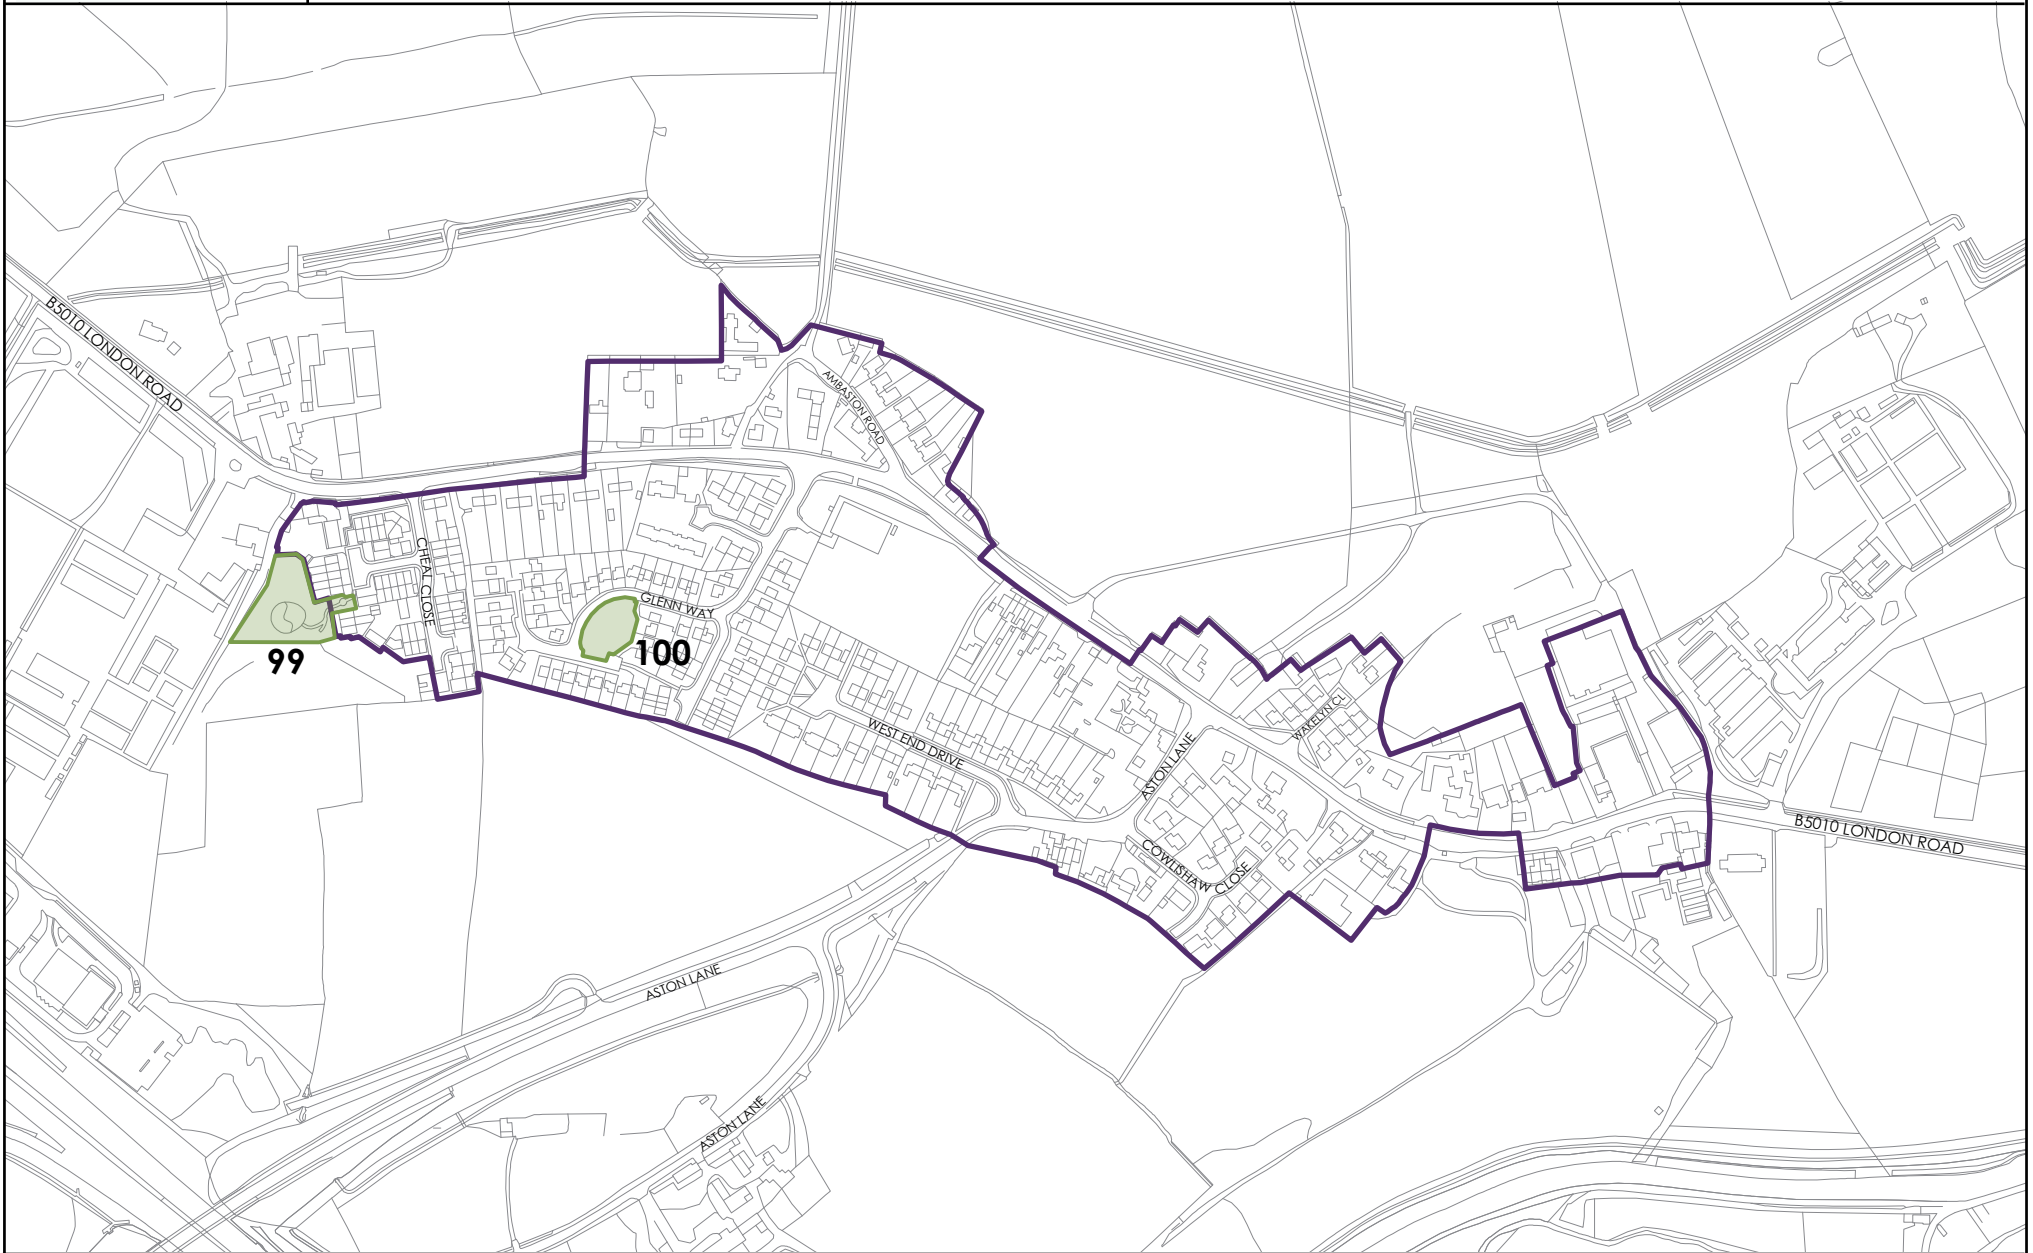 B5010 LONDON ROAD
AMBASTON ROAD
CHEAL CLOSE
GLENN WAY
99
100
WEST END DRIVE
ASTON LANE
WAKELYN CL
B5010 LONDON ROAD
COWLISHAW CLOSE
ASTON LANE
ASTON LANE